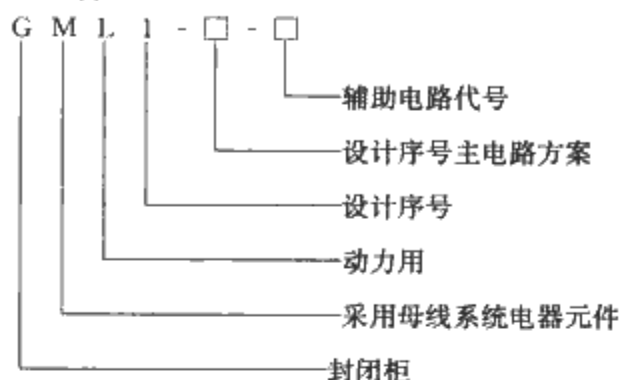 G M L 1 - □ - □
辅助电路代号
设计序号主电路方案
设计序号
动力用
采用母线系统电器元件
封闭柜